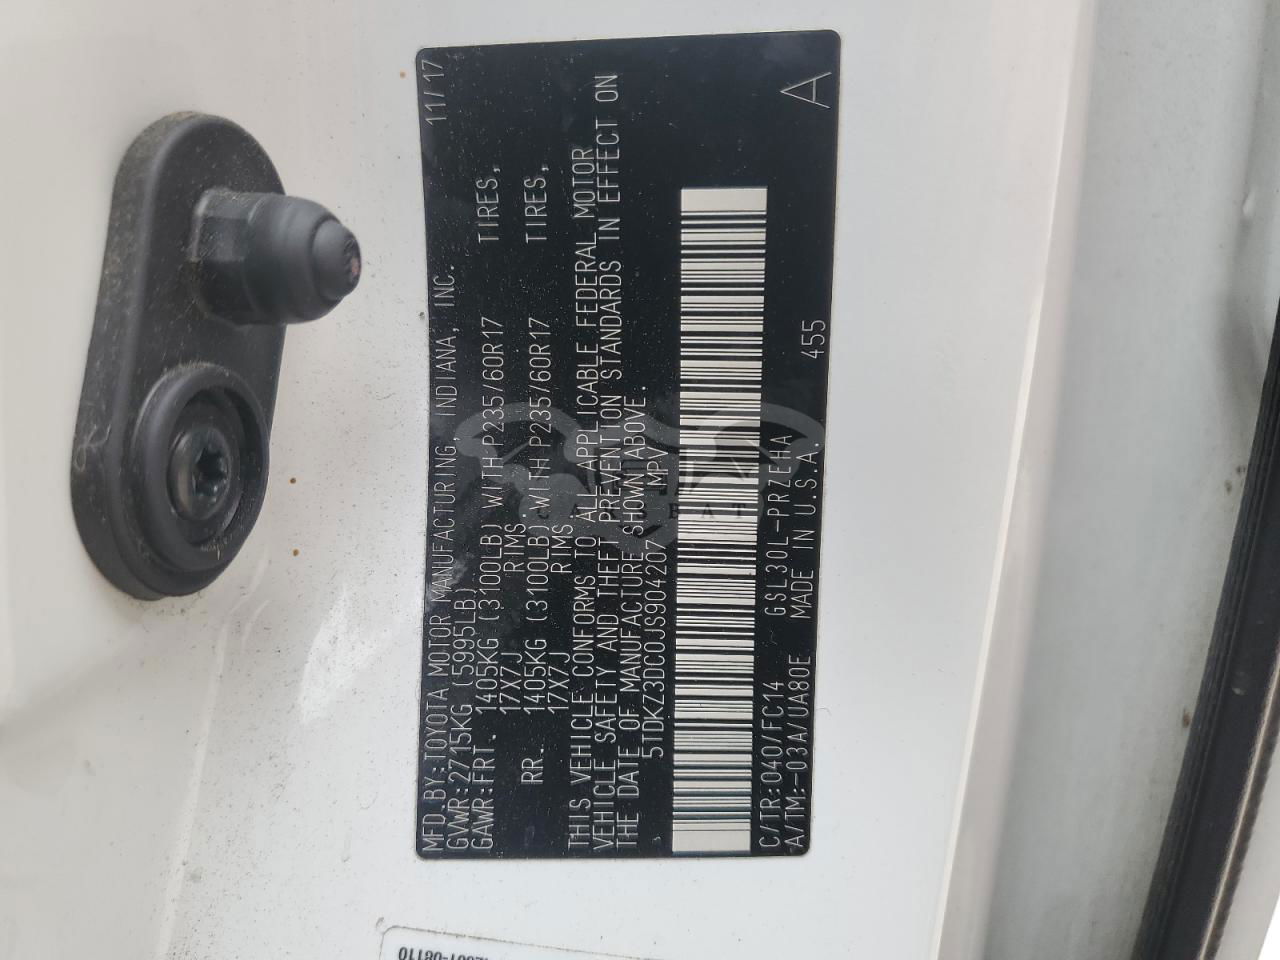 MFD.BY:TOYOTA MOTOR MANUFACTURING, INDIANA, INC. 11/17
GVWR:2715KG (5995LB)
GAWR:FRT. 1405KG (3100LB) WITH P235/60R17 TIRES,
17X7J RIMS
RR. 1405KG (3100LB) WITH P235/60R17 TIRES,
17X7J RIMS
THIS VEHICLE CONFORMS TO ALL APPLICABLE FEDERAL MOTOR
VEHICLE SAFETY AND THEFT PREVENTION STANDARDS IN EFFECT ON
THE DATE OF MANUFACTURE SHOWN ABOVE.
5TDKZ3DC0JS904207 MPV
A
C/TR:040/FC14 GSL30L-PRZEHA 455
A/TM:-03A/UA80E MADE IN U.S.A.